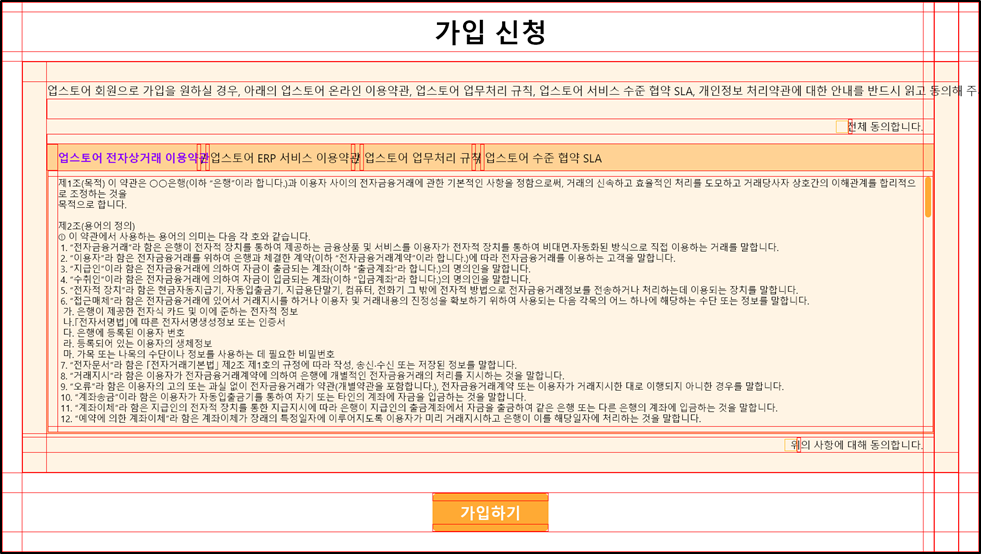 가입 신청
업스토어 회원으로 가입을 원하실 경우, 아래의 업스토어 온라인 이용약관, 업스토어 업무처리 규칙, 업스토어 서비스 수준 협약 SLA, 개인정보 처리약관에 대한 안내를 반드시 읽고 동의해 주
전체 동의합니다.
업스토어 전자상거래 이용약관 업스토어 ERP 서비스 이용약관 업스토어 업무처리 규칙 업스토어 수준 협약 SLA
제1조(목적) 이 약관은 ○○은행(이하 "은행"이라 합니다.)과 이용자 사이의 전자금융거래에 관한 기본적인 사항을 정함으로써, 거래의 신속하고 효율적인 처리를 도모하고 거래당사자 상호간의 이해관계를 합리적으
로 조정하는 것을
목적으로 합니다.
제2조(용어의 정의)
① 이 약관에서 사용하는 용어의 의미는 다음 각 호와 같습니다.
1. "전자금융거래"라 함은 은행이 전자적 장치를 통하여 제공하는 금융상품 및 서비스를 이용자가 전자적 장치를 통하여 비대면·자동화된 방식으로 직접 이용하는 거래를 말합니다.
2. "이용자"라 함은 전자금융거래를 위하여 은행과 체결한 계약(이하 "전자금융거래계약"이라 합니다.)에 따라 전자금융거래를 이용하는 고객을 말합니다.
3. "지급인"이라 함은 전자금융거래에 의하여 자금이 출금되는 계좌(이하 "출금계좌"라 합니다.)의 명의인을 말합니다.
4. "수취인"이라 함은 전자금융거래에 의하여 자금이 입금되는 계좌(이하 "입금계좌"라 합니다.)의 명의인을 말합니다.
5. "전자적 장치"라 함은 현금자동지급기, 자동입출금기, 지급용단말기, 컴퓨터, 전화기 그 밖에 전자적 방법으로 전자금융거래정보를 전송하거나 처리하는데 이용되는 장치를 말합니다.
6. "접근매체"라 함은 전자금융거래에 있어서 거래지시를 하거나 이용자 및 거래내용의 진정성을 확보하기 위하여 사용되는 다음 각목의 어느 하나에 해당하는 수단 또는 정보를 말합니다.
가. 은행이 제공한 전자식 카드 및 이에 준하는 전자적 정보
나.「전자서명법」에 따른 전자서명생성정보 또는 인증서
다. 은행에 등록된 이용자 번호
라. 등록되어 있는 이용자의 생체정보
마. 가목 또는 나목의 수단이나 정보를 사용하는 데 필요한 비밀번호
7. "전자문서"라 함은「전자거래기본법」제2조 제1호의 규정에 따라 작성, 송신·수신 또는 저장된 정보를 말합니다.
8. "거래지시"라 함은 이용자가 전자금융거래계약에 의하여 은행에 개별적인 전자금융거래의 처리를 지시하는 것을 말합니다.
9. "오류"라 함은 이용자의 고의 또는 과실 없이 전자금융거래가 약관(개별약관을 포함합니다.), 전자금융거래계약 또는 이용자가 거래지시한 대로 이행되지 아니한 경우를 말합니다.
10. "계좌송금"이라 함은 이용자가 자동입출금기를 통하여 자기 또는 타인의 계좌에 자금을 입금하는 것을 말합니다.
11. "계좌이체"라 함은 지급인의 전자적 장치를 통한 지급지시에 따라 은행이 지급인의 출금계좌에서 자금을 출금하여 같은 은행 또는 다른 은행의 계좌에 입금하는 것을 말합니다.
12. "예약에 의한 계좌이체"라 함은 계좌이체가 장래의 특정일자에 이루어지도록 이용자가 미리 거래지시하고 은행이 이를 해당일자에 처리하는 것을 말합니다.
위의 사항에 대해 동의합니다.
가입하기